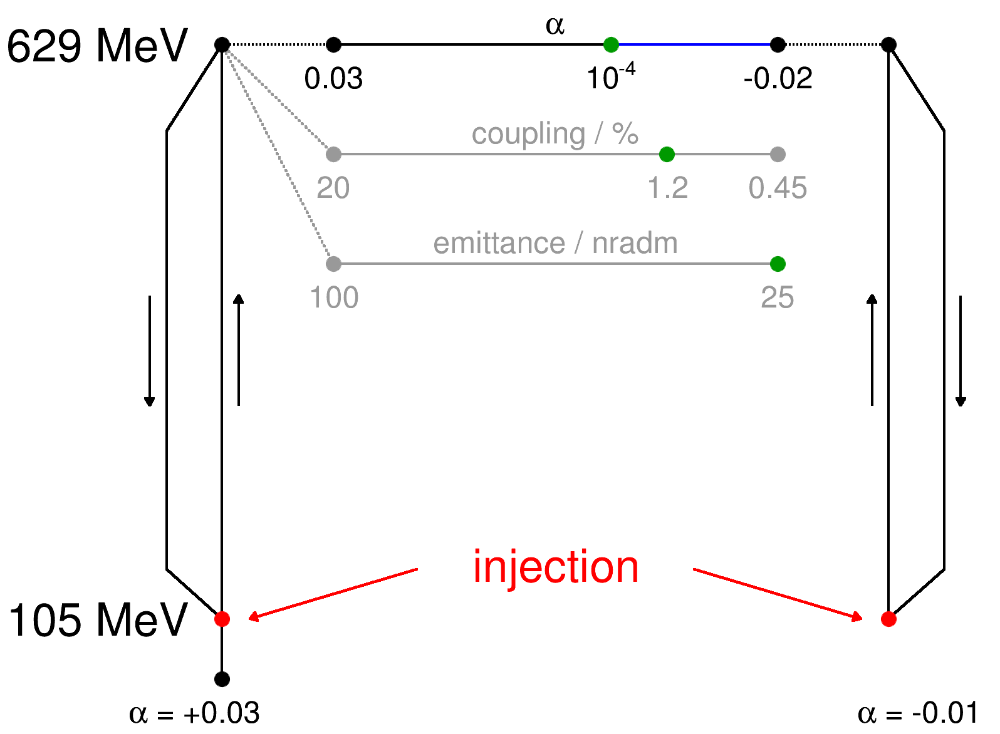 α
629 MeV
0.03
10⁻⁴
-0.02
coupling / %
20
1.2
0.45
emittance / nradm
100
25
injection
105 MeV
α = +0.03
α = -0.01